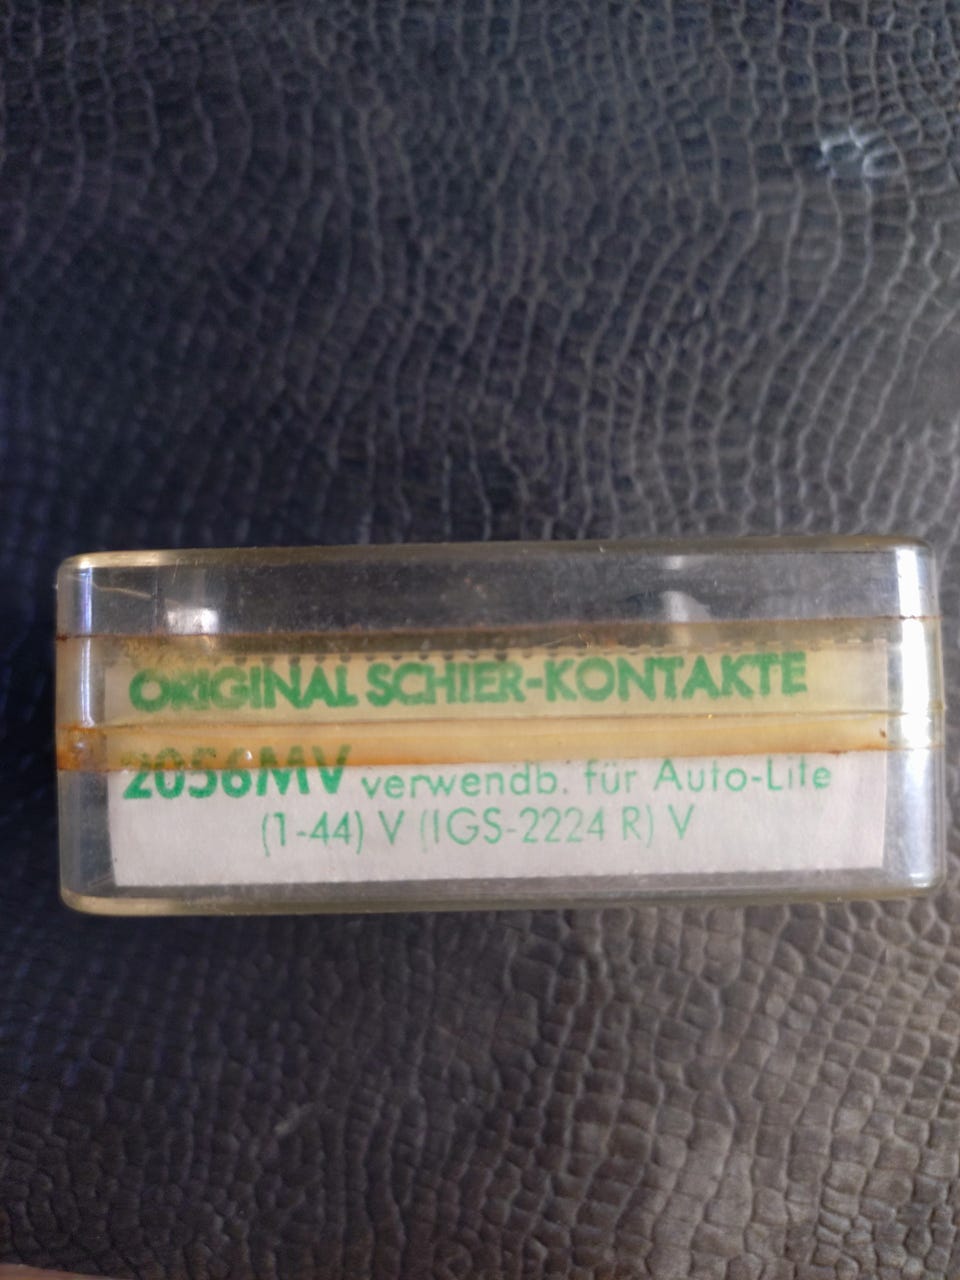 ORIGINAL SCHIER-KONTAKTE
2056MV verwendb. für Auto-Lite
(1-44) V (IGS-2224 R) V